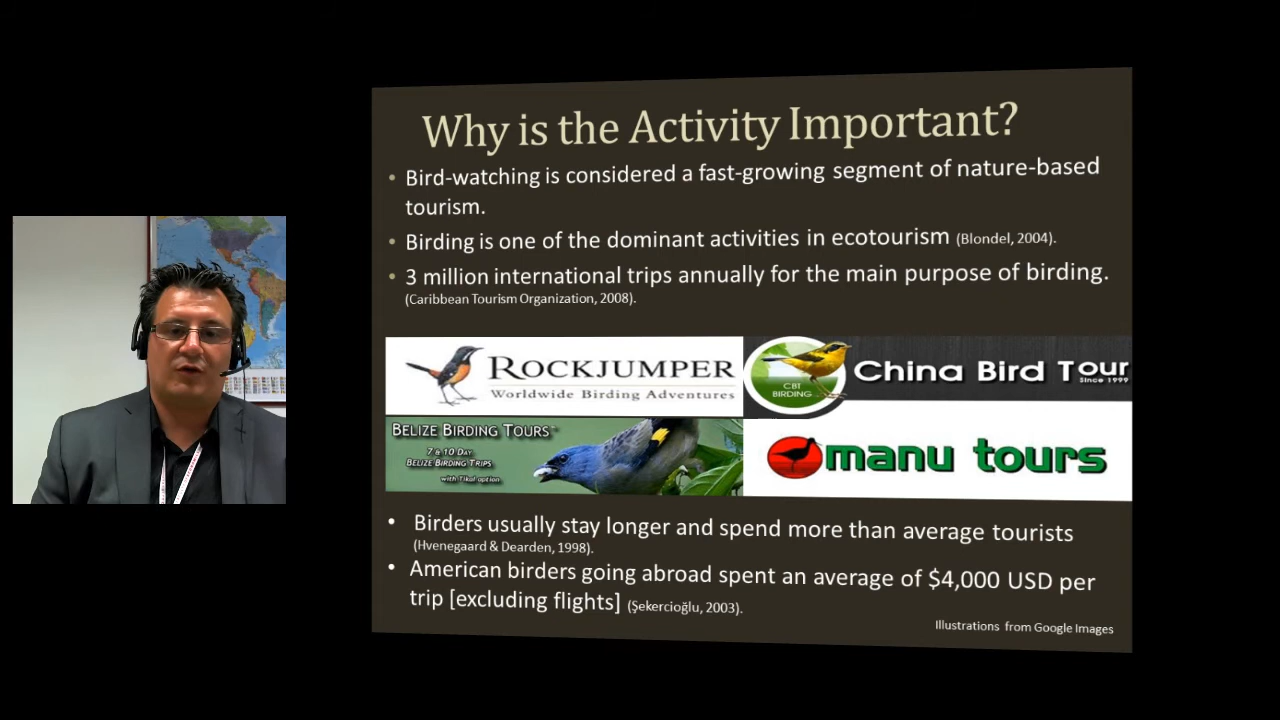 Why is the Activity Important?
• Bird-watching is considered a fast-growing segment of nature-based
tourism.
• Birding is one of the dominant activities in ecotourism (Blondel, 2004).
• 3 million international trips annually for the main purpose of birding.
(Caribbean Tourism Organization, 2008).
ROCKJUMPER
Worldwide Birding Adventures
CBT
BIRDING
China Bird Tour
Since 1999
BELIZE BIRDING TOURS
7 & 10 DAY
BELIZE BIRDING TRIPS
with Tikal option
manu tours
• Birders usually stay longer and spend more than average tourists
(Hvenegaard & Dearden, 1998).
• American birders going abroad spent an average of $4,000 USD per
trip [excluding flights] (Şekercioğlu, 2003).
Illustrations from Google Images